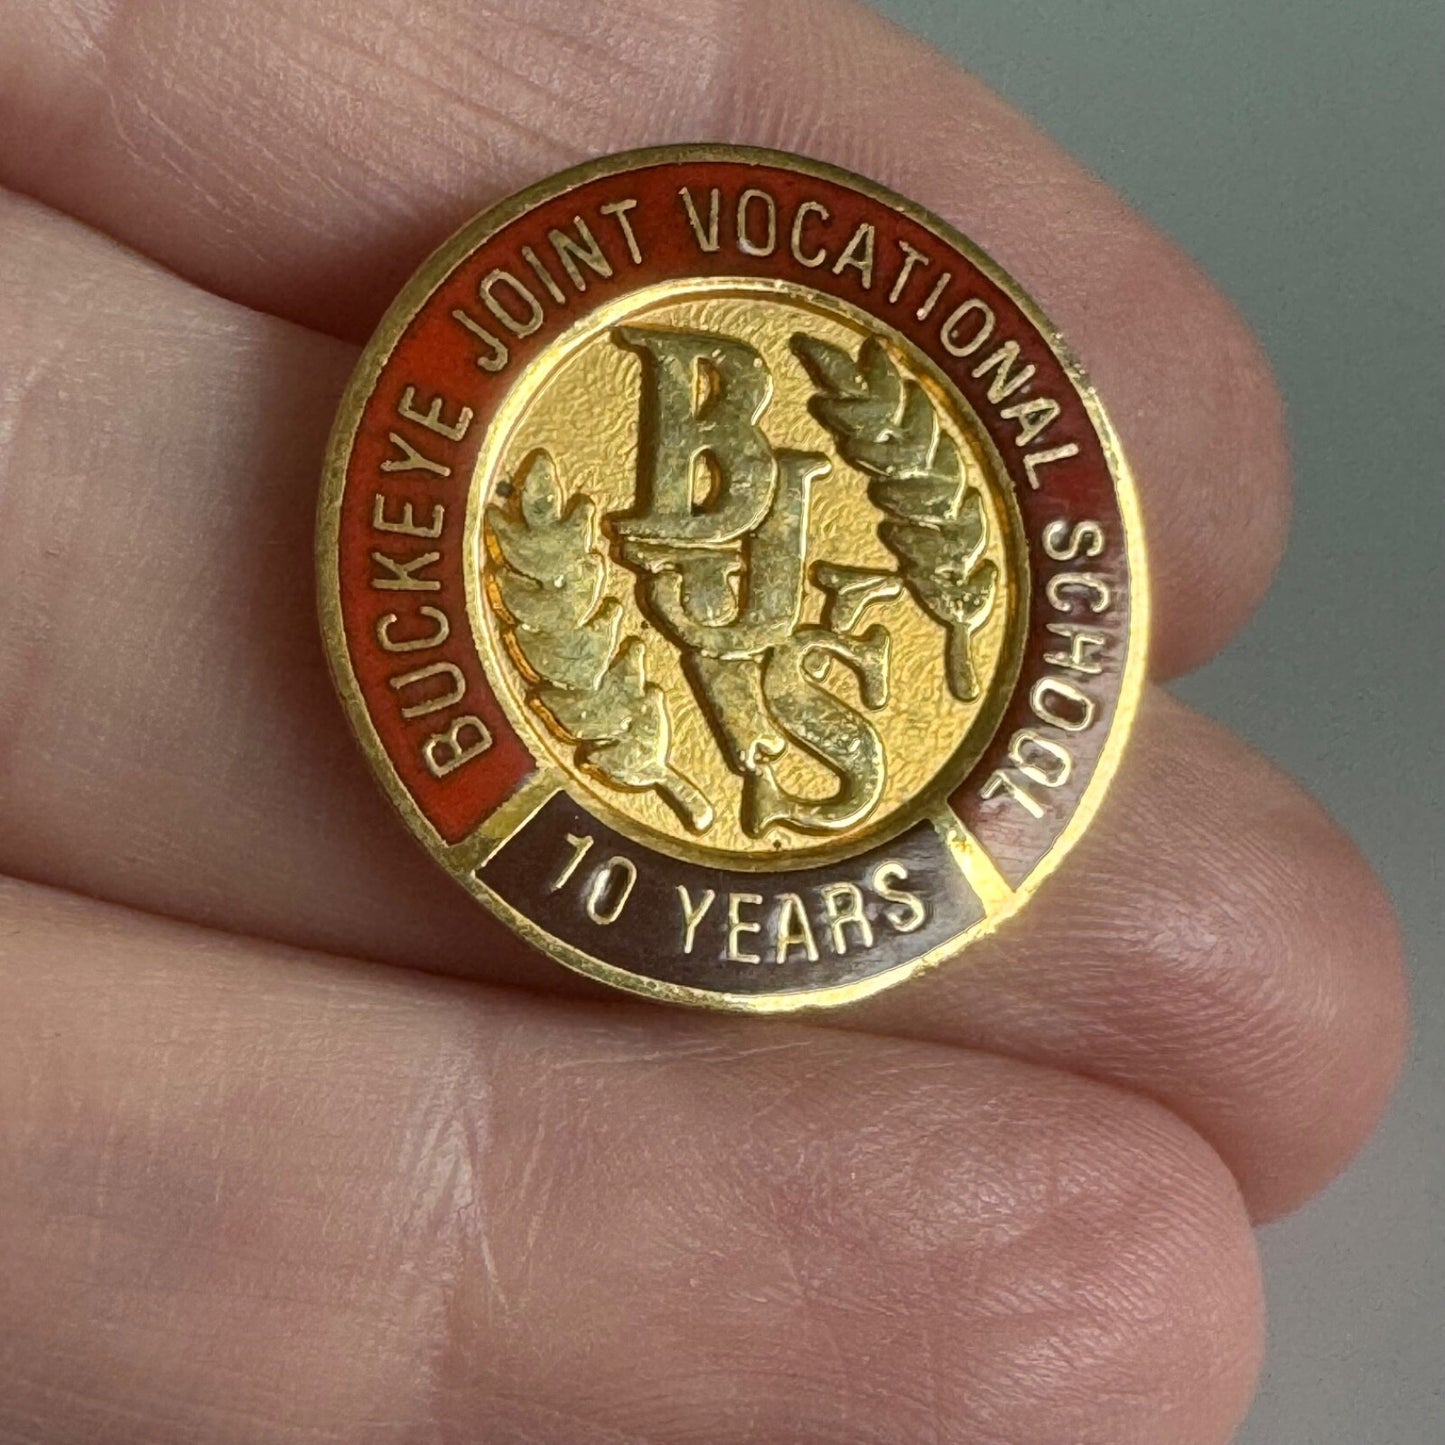 BUCKEYE JOINT VOCATIONAL SCHOOL
BJVS
10 YEARS